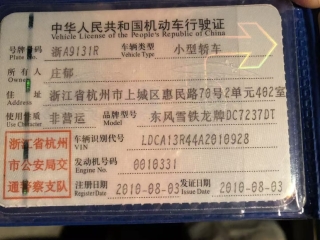 中华人民共和国机动车行驶证
Vehicle License of the People's Republic of China
号牌号码 浙A9131R 车辆类型 小型轿车
Plate No. Vehicle Type
所有人 庄郁
Owner
住址 浙江省杭州市上城区惠民路70号2单元402室
Address
使用性质 非营运 品牌型号 东风雪铁龙牌DC7237DT
Use Character Model
浙江省杭州 车辆识别代号 LDCA13R44A2010928
VIN
市公安局交 发动机号码 0010331
Engine No.
通警察支队 注册日期 2010-08-03 发证日期 2010-08-03
Register Date Issue Date